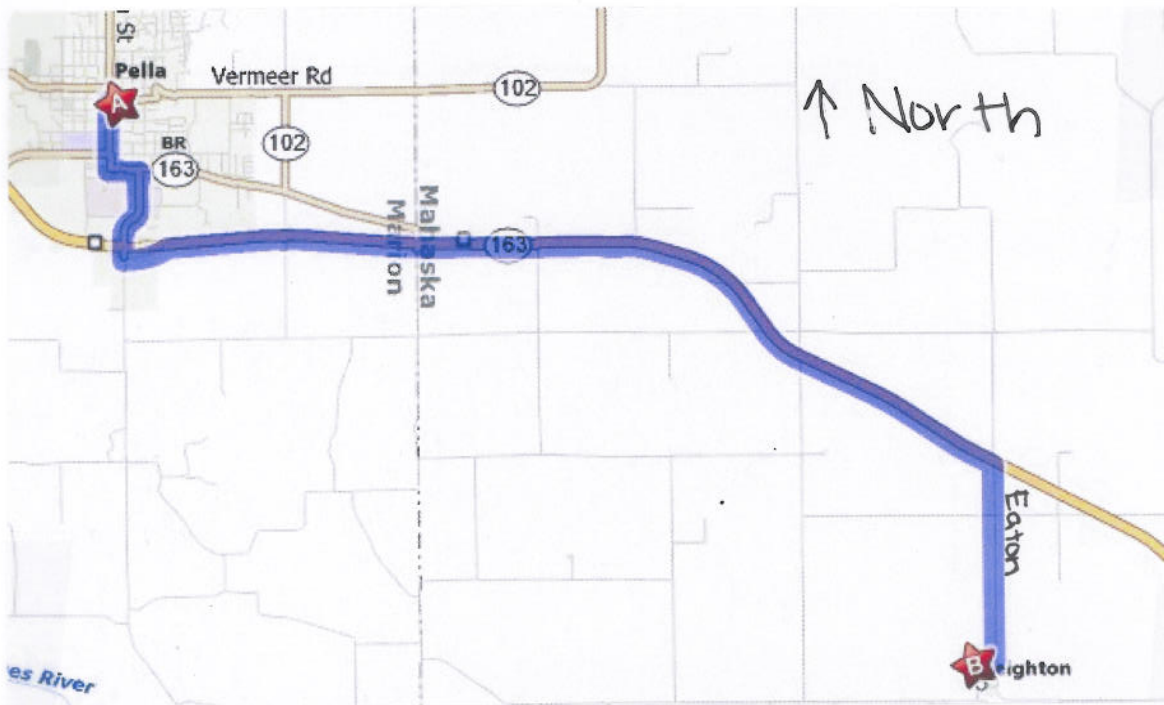 St
Pella
A
Vermeer Rd
102
↑ North
BR
163
102
Mahaska
Marion
163
Eaton
B
eighton
es River